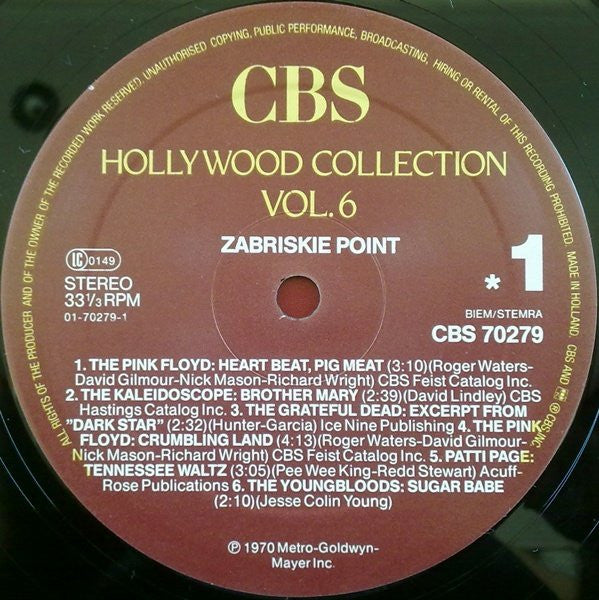 ALL RIGHTS OF THE PRODUCER AND OF THE OWNER OF THE RECORDED WORK RESERVED. UNAUTHORISED COPYING, PUBLIC PERFORMANCE, BROADCASTING, HIRING OR RENTAL OF THIS RECORDING PROHIBITED. MADE IN HOLLAND. CBS AND ℗ © CBS INC.
CBS
HOLLYWOOD COLLECTION
VOL. 6
ZABRISKIE POINT
LC 0149
STEREO
33 1/3 RPM
01-70279-1
* 1
BIEM/STEMRA
CBS 70279
1. THE PINK FLOYD: HEART BEAT, PIG MEAT (3:10)(Roger Waters-
David Gilmour-Nick Mason-Richard Wright) CBS Feist Catalog Inc.
2. THE KALEIDOSCOPE: BROTHER MARY (2:39)(David Lindley) CBS
Hastings Catalog Inc. 3. THE GRATEFUL DEAD: EXCERPT FROM
"DARK STAR" (2:32)(Hunter-Garcia) Ice Nine Publishing 4. THE PINK
FLOYD: CRUMBLING LAND (4:13)(Roger Waters-David Gilmour-
Nick Mason-Richard Wright) CBS Feist Catalog Inc. 5. PATTI PAGE:
TENNESSEE WALTZ (3:05)(Pee Wee King-Redd Stewart) Acuff-
Rose Publications 6. THE YOUNGBLOODS: SUGAR BABE
(2:10)(Jesse Colin Young)
℗ 1970 Metro-Goldwyn-
Mayer Inc.